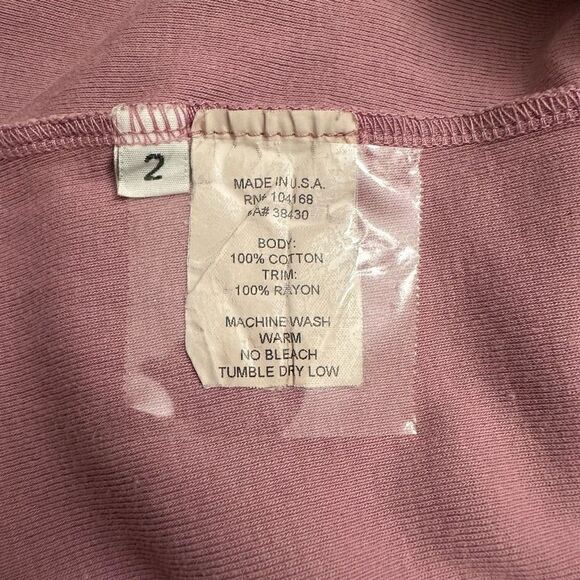 2
MADE IN U.S.A.
RN# 104168
A# 38430
BODY:
100% COTTON
TRIM:
100% RAYON
MACHINE WASH
WARM
NO BLEACH
TUMBLE DRY LOW